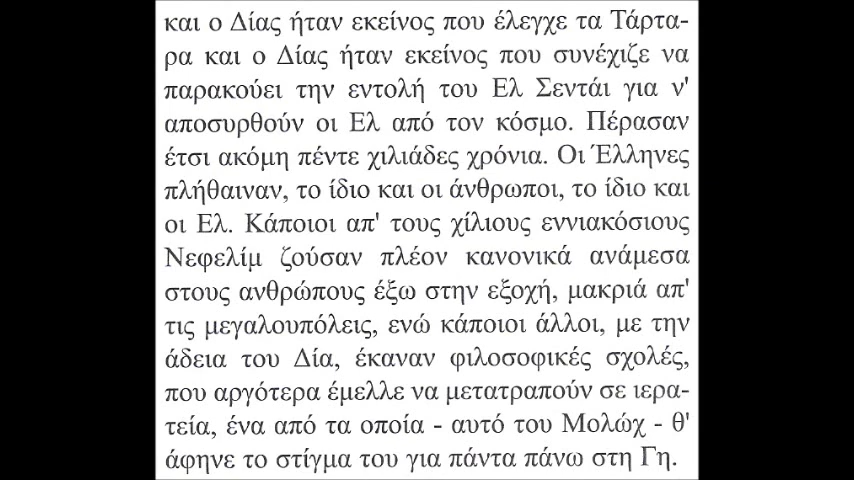 και ο Δίας ήταν εκείνος που έλεγχε τα Τάρτα-
ρα και ο Δίας ήταν εκείνος που συνέχιζε να
παρακούει την εντολή του Ελ Σεντάι για ν'
αποσυρθούν οι Ελ από τον κόσμο. Πέρασαν
έτσι ακόμη πέντε χιλιάδες χρόνια. Οι Έλληνες
πλήθαιναν, το ίδιο και οι άνθρωποι, το ίδιο και
οι Ελ. Κάποιοι απ' τους χίλιους εννιακόσιους
Νεφελίμ ζούσαν πλέον κανονικά ανάμεσα
στους ανθρώπους έξω στην εξοχή, μακριά απ'
τις μεγαλουπόλεις, ενώ κάποιοι άλλοι, με την
άδεια του Δία, έκαναν φιλοσοφικές σχολές,
που αργότερα έμελλε να μετατραπούν σε ιερα-
τεία, ένα από τα οποία - αυτό του Μολώχ - θ'
άφηνε το στίγμα του για πάντα πάνω στη Γη.